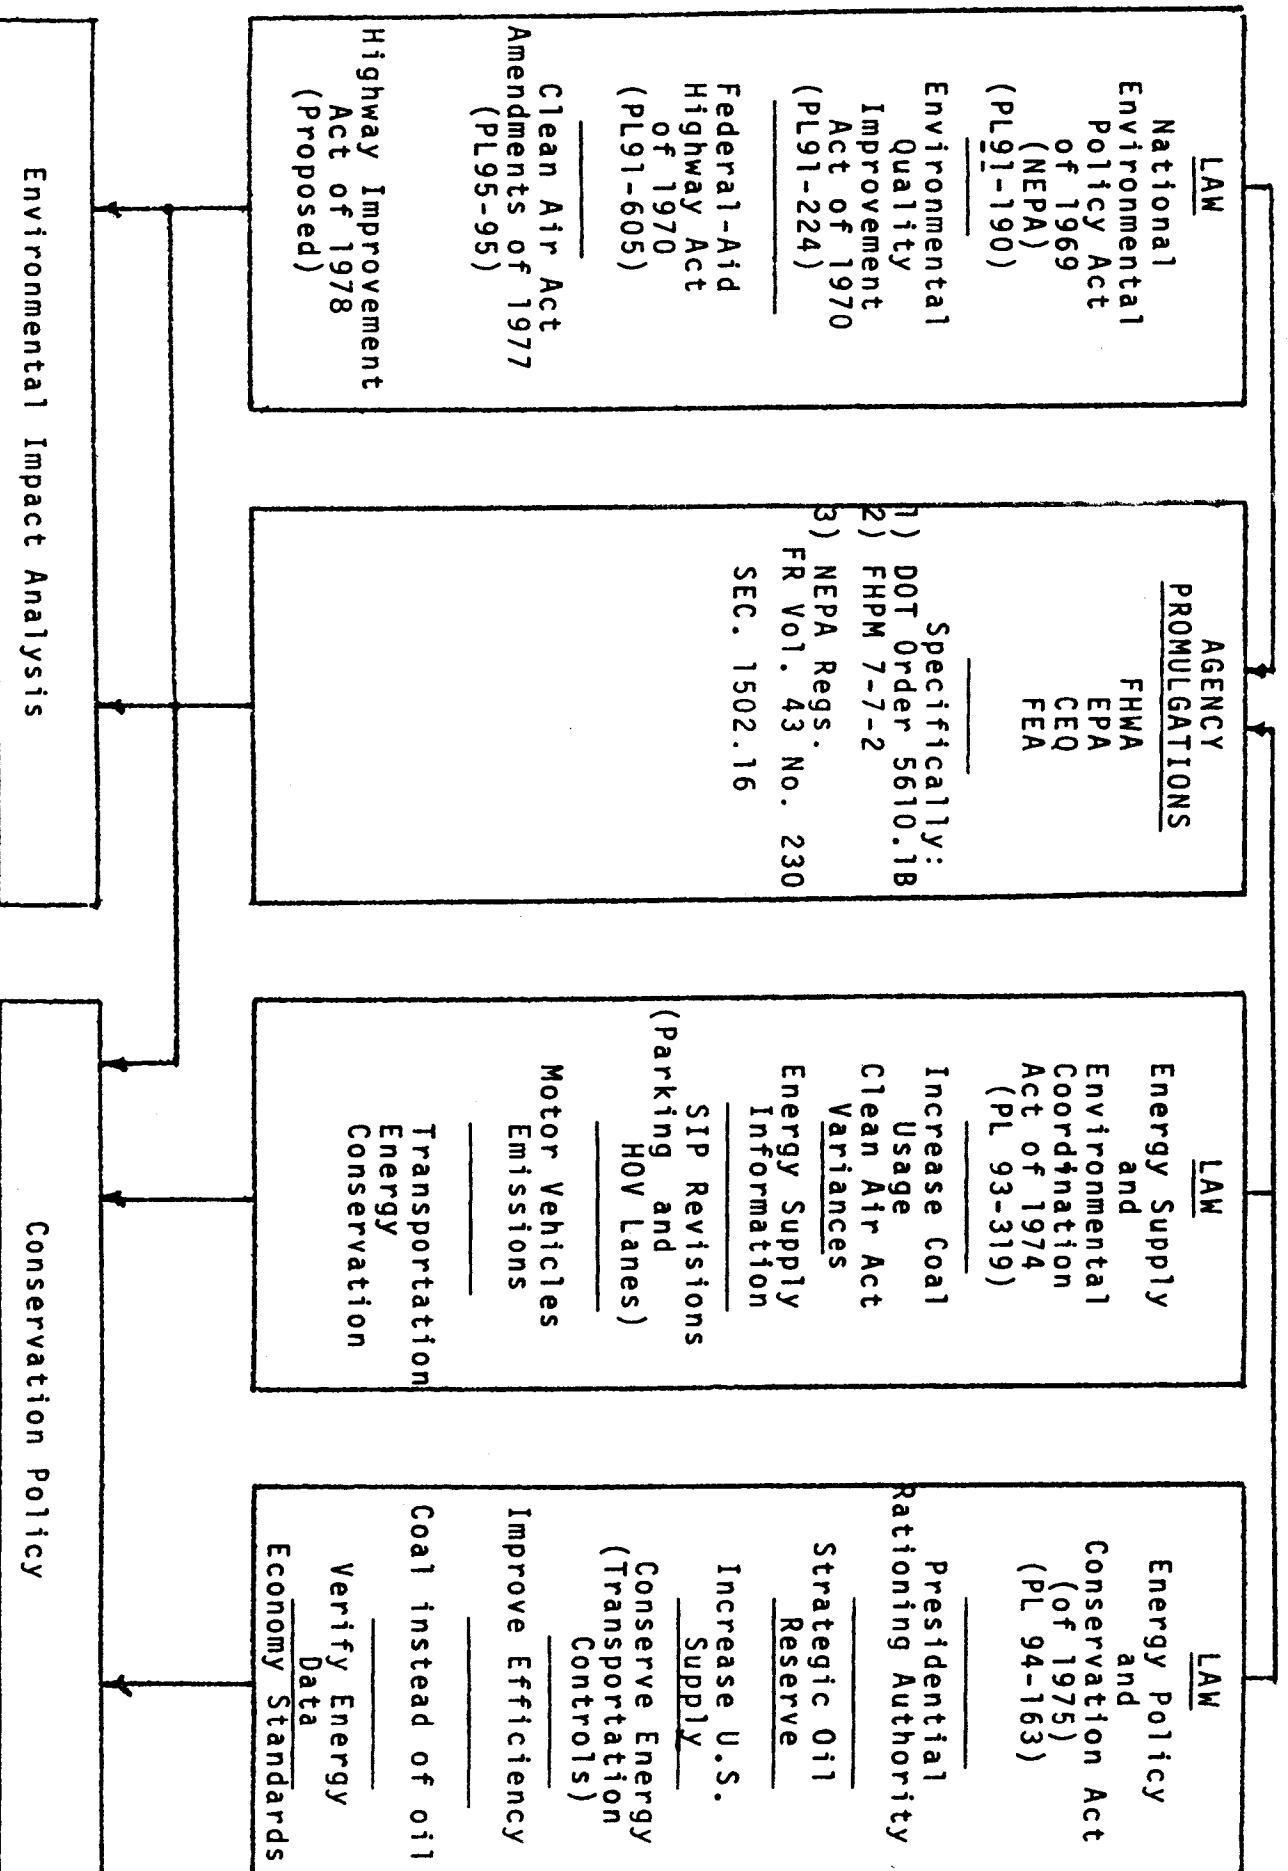 LAW
National
Environmental
Policy Act
of 1969
(NEPA)
(PL91-190)
Environmental
Quality
Improvement
Act of 1970
(PL91-224)
Federal-Aid
Highway Act
of 1970
(PL91-605)
Clean Air Act
Amendments of 1977
(PL95-95)
Highway Improvement
Act of 1978
(Proposed)
AGENCY
PROMULGATIONS
FHWA
EPA
CEQ
FEA
Specifically:
1) DOT Order 5610.1B
2) FHPM 7-7-2
3) NEPA Regs.
FR Vol. 43 No. 230
SEC. 1502.16
LAW
Energy Supply
and
Environmental
Coordination
Act of 1974
(PL 93-319)
Increase Coal
Usage
Clean Air Act
Variances
Energy Supply
Information
SIP Revisions
(Parking and
HOV Lanes)
Motor Vehicles
Emissions
Transportation
Energy
Conservation
LAW
Energy Policy
and
Conservation Act
(of 1975)
(PL 94-163)
Presidential
Rationing Authority
Strategic Oil
Reserve
Increase U.S.
Supply
Conserve Energy
(Transportation
Controls)
Improve Efficiency
Coal instead of oil
Verify Energy
Data
Economy Standards
Environmental Impact Analysis
Conservation Policy